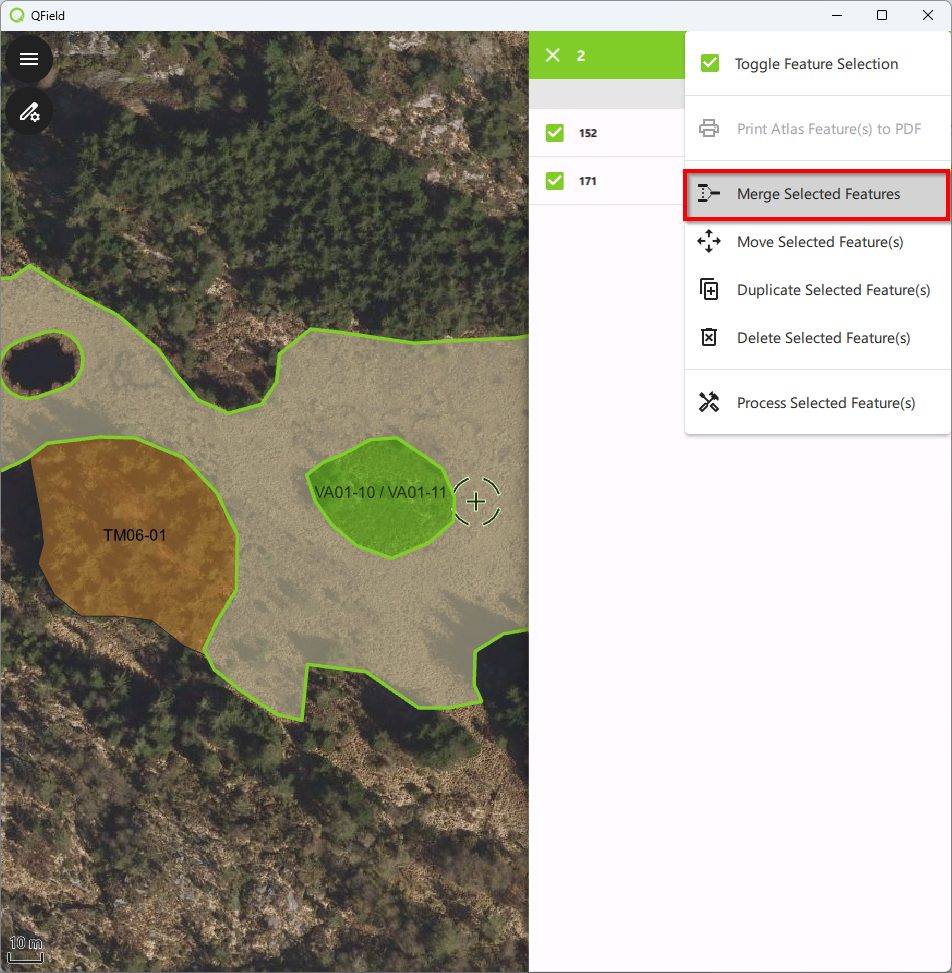 QField
2
Toggle Feature Selection
Print Atlas Feature(s) to PDF
152
171
Merge Selected Features
Move Selected Feature(s)
Duplicate Selected Feature(s)
Delete Selected Feature(s)
Process Selected Feature(s)
VA01-10 / VA01-11
TM06-01
10 m